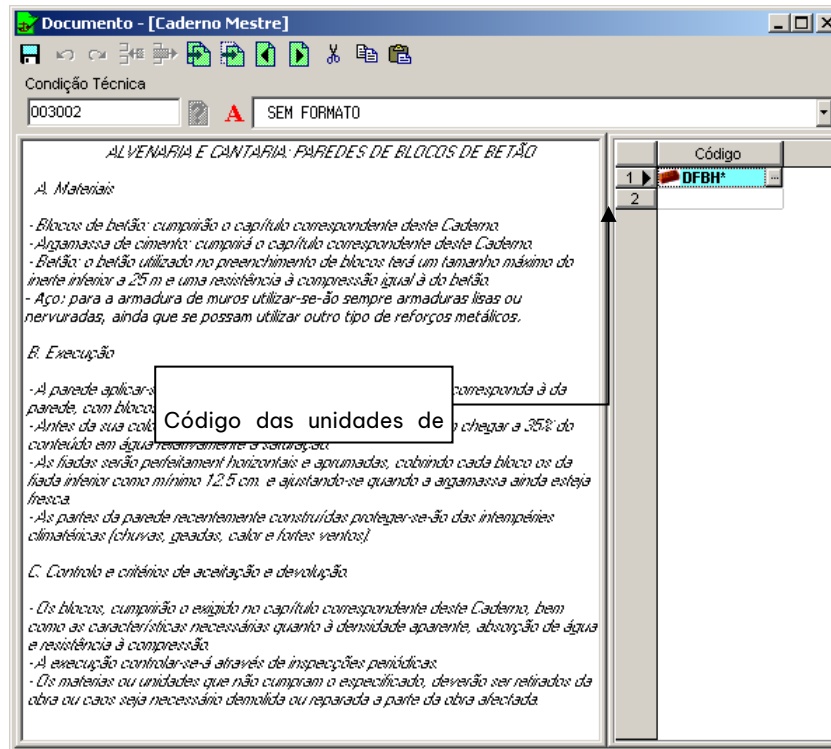 Documento - [Caderno Mestre]
Condição Técnica
003002
A
SEM FORMATO
ALVENARIA E CANTARIA: PAREDES DE BLOCOS DE BETÃO
A. Materiais
- Blocos de betão: cumprirão o capítulo correspondente deste Caderno.
- Argamassa de cimento: cumprirá o capítulo correspondente deste Caderno.
- Betão: o betão utilizado no preenchimento de blocos terá um tamanho máximo do
inerte inferior a 25 m e uma resistência à compressão igual à do betão.
- Aço: para a armadura de muros utilizar-se-ão sempre armaduras lisas ou
nervuradas, ainda que se possam utilizar outro tipo de reforços metálicos.
B. Execução
- A parede aplicar-s corresponda à da
parede, com blocos
- Antes da sua colo chegar a 35% do
conteúdo em água relativamente a saturação.
- As fiadas serão perfeitament horizontais e aprumadas, cobrindo cada bloco os da
fiada inferior como mínimo 12.5 cm. e ajustando-se quando a argamassa ainda esteja
fresca.
- As partes da parede recentemente construídas proteger-se-ão das intempéries
climatéricas (chuvas, geadas, calor e fortes ventos).
C. Controlo e critérios de aceitação e devolução.
- Os blocos, cumprirão o exigido no capítulo correspondente deste Caderno, bem
como as características necessárias quanto à densidade aparente, absorção de água
e resistência à compressão.
- A execução controlar-se-á através de inspecções periódicas.
- Os materias ou unidades que não cumpram o especificado, deverão ser retirados da
obra ou caos seja necessário demolida ou reparada a parte da obra afectada.
Código das unidades de
Código
1 DFBH* ...
2